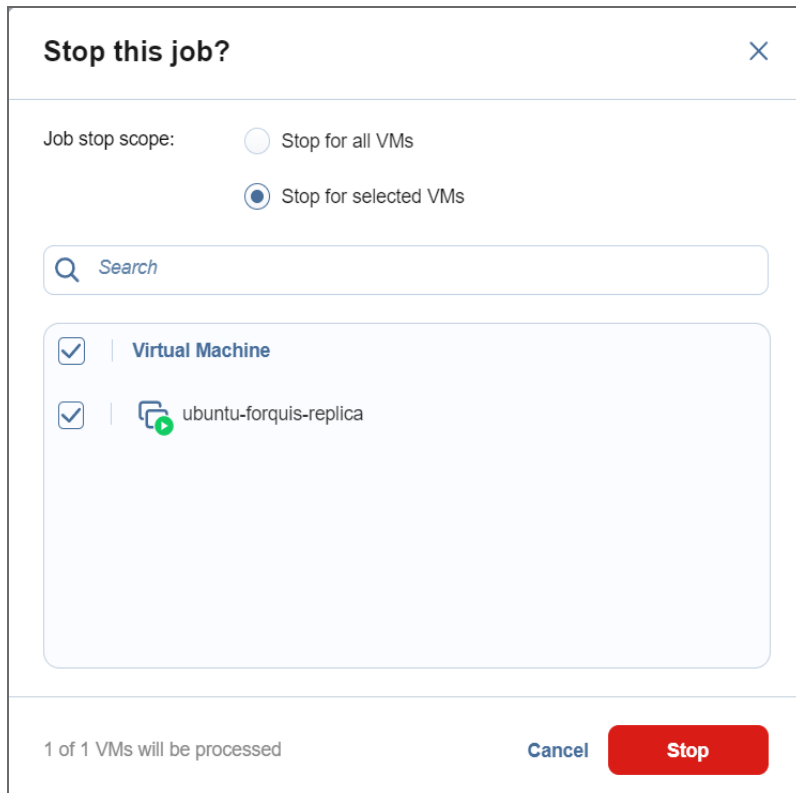 Stop this job?
Job stop scope:
Stop for all VMs
Stop for selected VMs
Search
Virtual Machine
ubuntu-forquis-replica
1 of 1 VMs will be processed
Cancel
Stop